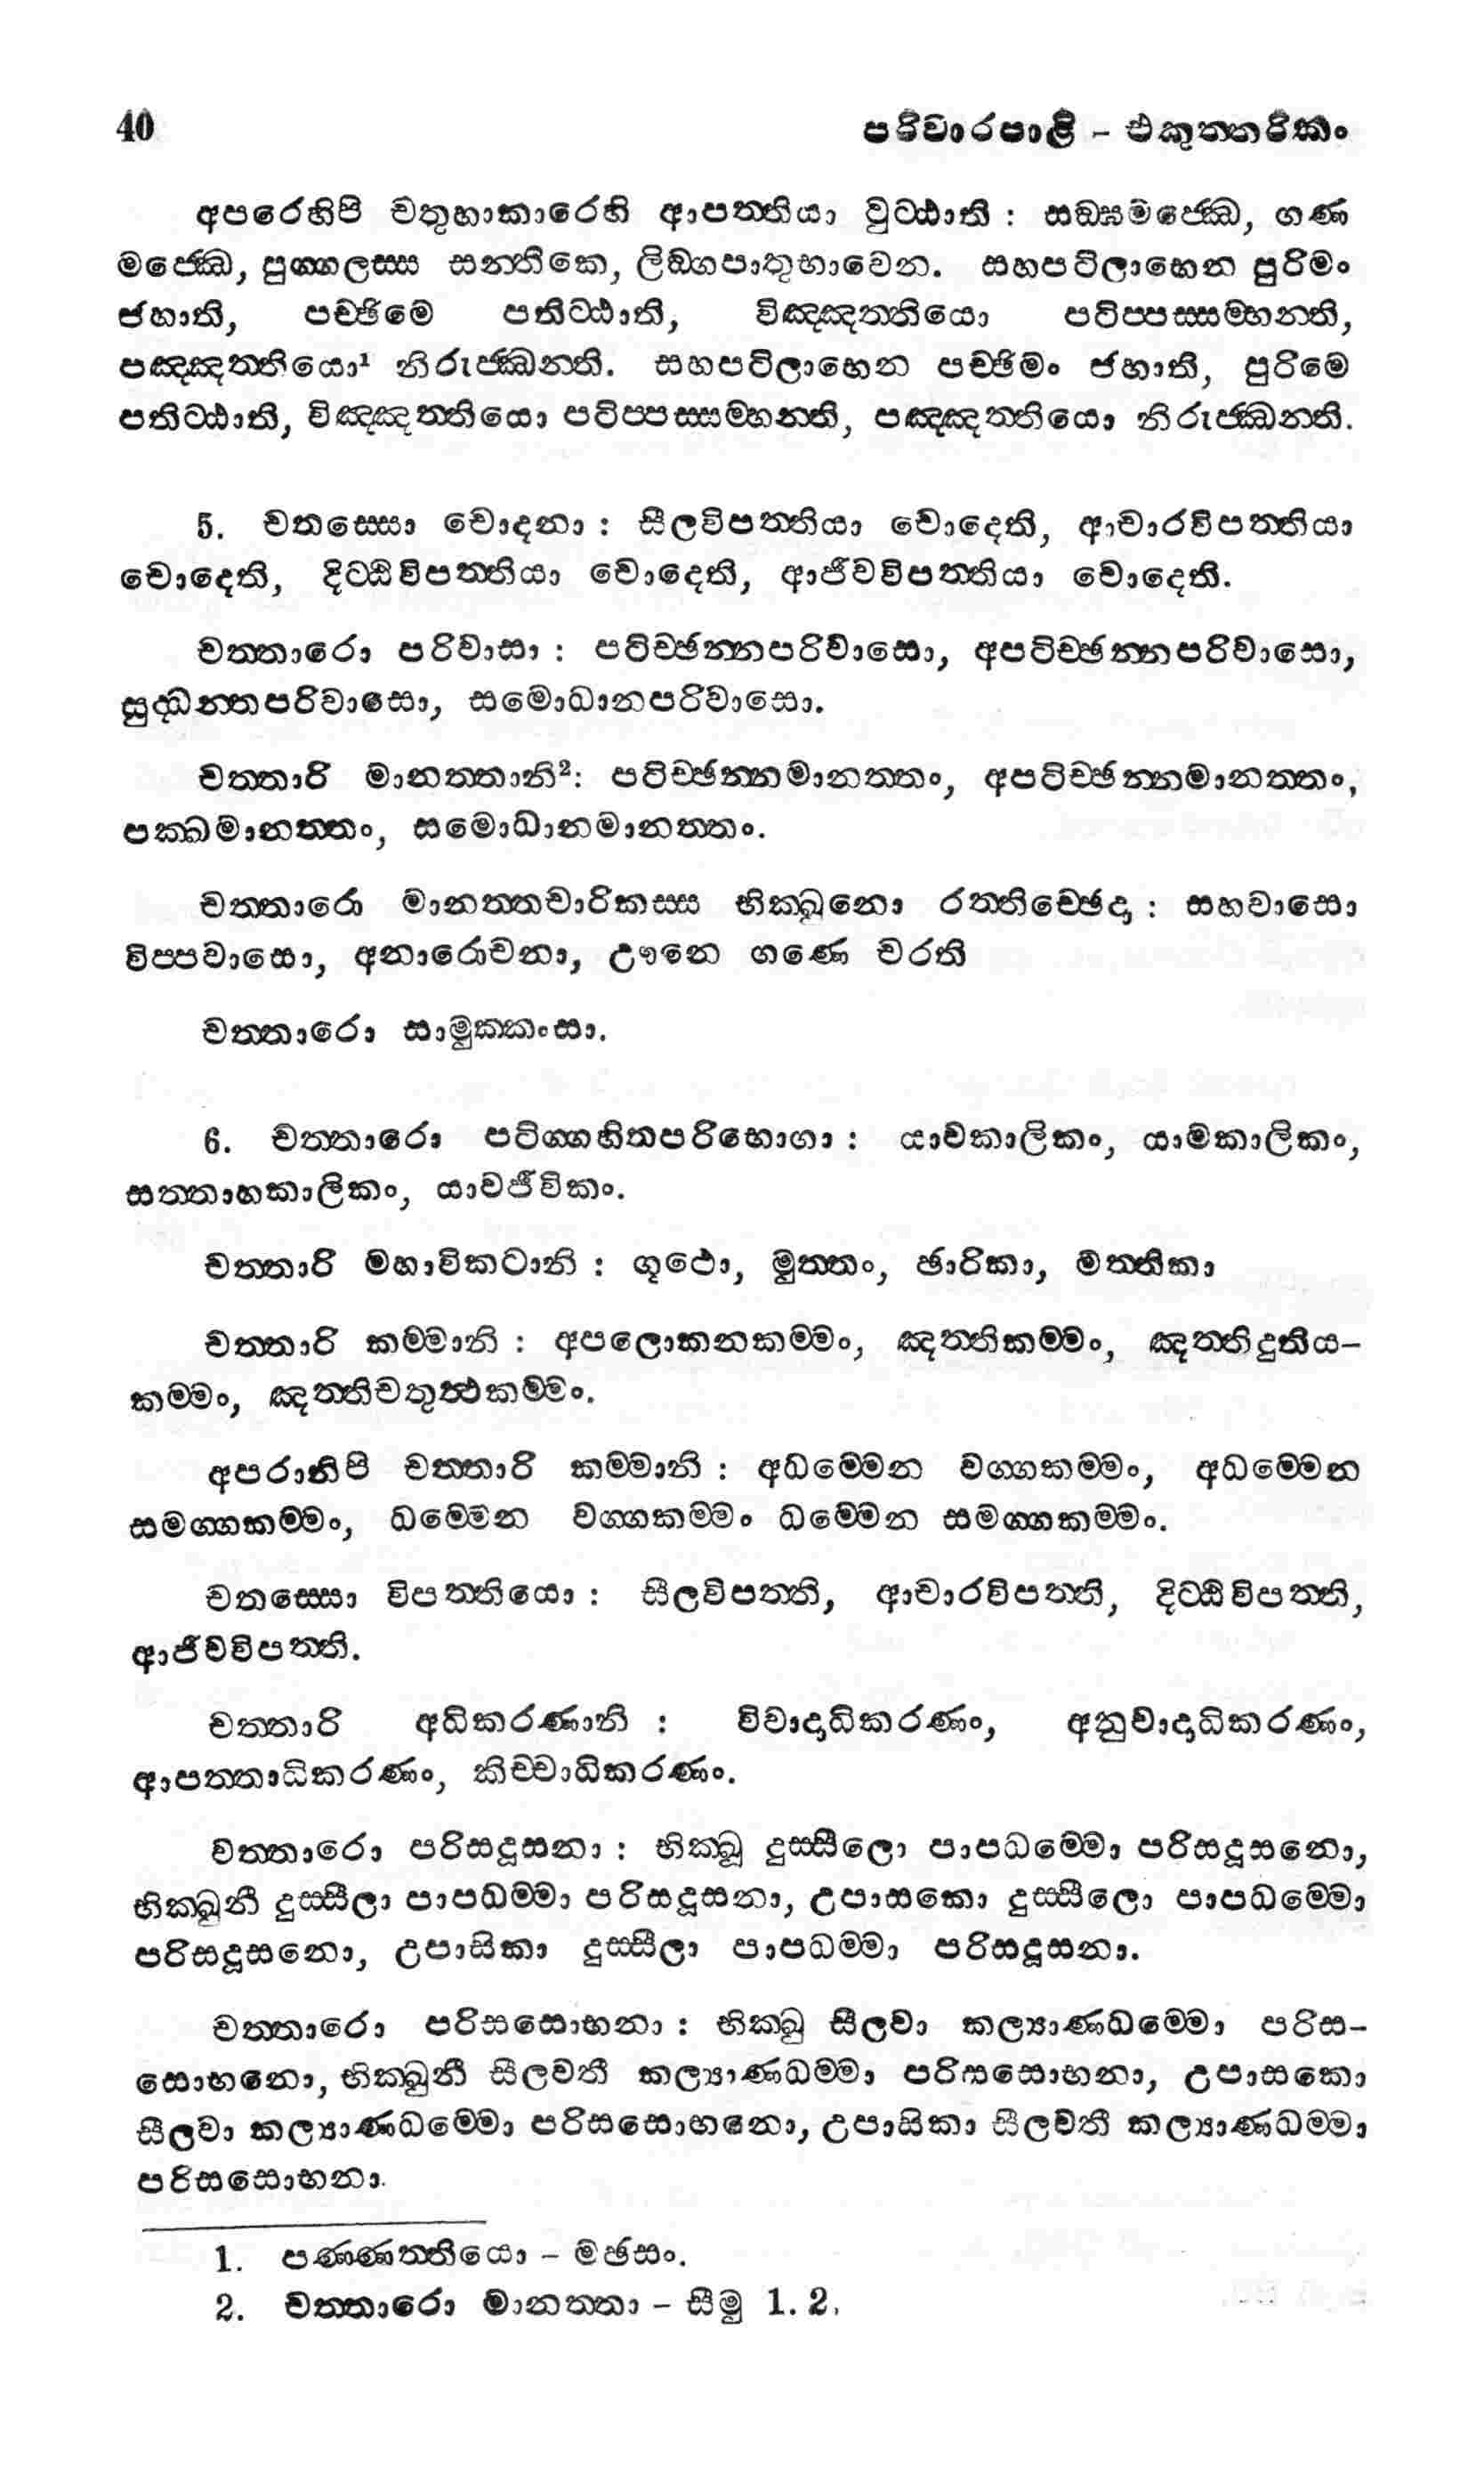 40 පරිවාරපාළි - එකුත්තරිකං
අපරෙහිපි චතුහාකාරෙහි ආපත්තියා වුට්ඨාති : සඞ්ඝමජ්ඣෙ, ගණ
මජ්ඣෙ, පුග්ගලස්ස සන්තිකෙ, ලිඞ්ගපාතුභාවෙන. සහපටිලාභෙන පුරිමං
ජහාති, පච්ඡිමෙ පතිට්ඨාති, විඤ්ඤත්තියො පටිප්පස්සම්භන්ති,
පඤ්ඤත්තියො¹ නිරුජ්ඣන්ති. සහපටිලාභෙන පච්ඡිමං ජහාති, පුරිමෙ
පතිට්ඨාති, විඤ්ඤත්තියො පටිප්පස්සම්භන්ති, පඤ්ඤත්තියො නිරුජ්ඣන්ති.
5. චතස්සො චොදනා : සීලවිපත්තියා චොදෙති, ආචාරවිපත්තියා
චොදෙති, දිට්ඨිවිපත්තියා චොදෙති, ආජීවවිපත්තියා චොදෙති.
චත්තාරො පරිවාසා : පටිච්ඡන්නපරිවාසො, අපටිච්ඡන්නපරිවාසො,
සුද්ධන්තපරිවාසො, සමොධානපරිවාසො.
චත්තාරි මානත්තානි²: පටිච්ඡන්නමානත්තං, අපටිච්ඡන්නමානත්තං,
පක්ඛමානත්තං, සමොධානමානත්තං.
චත්තාරො මානත්තචාරිකස්ස භික්ඛුනො රත්තිච්ඡෙදා : සහවාසො
විප්පවාසො, අනාරොචනා, ඌනෙ ගණෙ චරති
චත්තාරො සාමුක්කංසා.
6. චත්තාරො පටිග්ගහිතපරිභොගා : යාවකාලිකං, යාමකාලිකං,
සත්තාහකාලිකං, යාවජීවිකං.
චත්තාරි මහාවිකටානි : ගූථො, මුත්තං, ඡාරිකා, මත්තිකා
චත්තාරි කම්මානි : අපලොකනකම්මං, ඤත්තිකම්මං, ඤත්තිදුතිය-
කම්මං, ඤත්තිචතුත්ථකම්මං.
අපරානිපි චත්තාරි කම්මානි : අධම්මෙන වග්ගකම්මං, අධම්මෙන
සමග්ගකම්මං, ධම්මෙන වග්ගකම්මං ධම්මෙන සමග්ගකම්මං.
චතස්සො විපත්තියො : සීලවිපත්ති, ආචාරවිපත්ති, දිට්ඨිවිපත්ති,
ආජීවවිපත්ති.
චත්තාරි අධිකරණානි : විවාදාධිකරණං, අනුවාදාධිකරණං,
ආපත්තාධිකරණං, කිච්චාධිකරණං.
චත්තාරො පරිසදූසනා : භික්ඛූ දුස්සීලො පාපධම්මො පරිසදූසනො,
භික්ඛුනී දුස්සීලා පාපධම්මා පරිසදූසනා, උපාසකො දුස්සීලො පාපධම්මො
පරිසදූසනො, උපාසිකා දුස්සීලා පාපධම්මා පරිසදූසනා.
චත්තාරො පරිසසොභනා : භික්ඛු සීලවා කල්‍යාණධම්මො පරිස-
සොභනො, භික්ඛුනී සීලවතී කල්‍යාණධම්මා පරිසසොභනා, උපාසකො
සීලවා කල්‍යාණධම්මො පරිසසොභනො, උපාසිකා සීලවතී කල්‍යාණධම්මා
පරිසසොභනා.
1. පණ්ණත්තියො - මඡසං.
2. චත්තාරො මානත්තා - සීමු 1. 2.